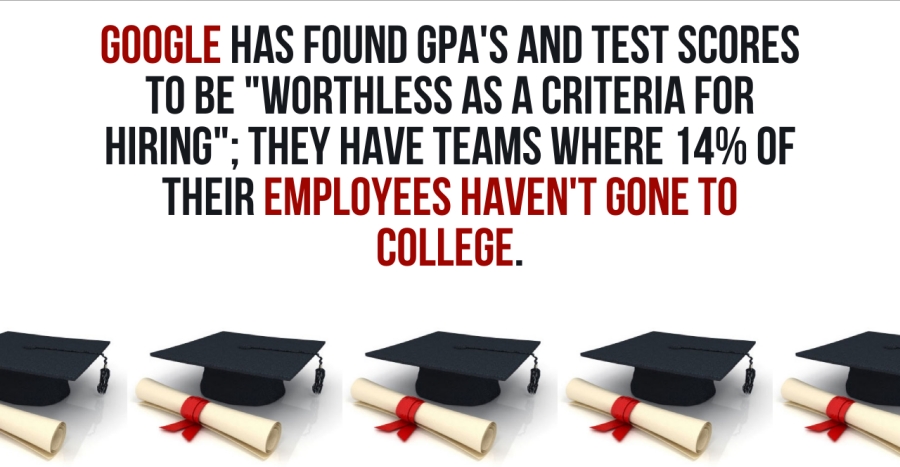 GOOGLE HAS FOUND GPA'S AND TEST SCORES
TO BE "WORTHLESS AS A CRITERIA FOR
HIRING"; THEY HAVE TEAMS WHERE 14% OF
THEIR EMPLOYEES HAVEN'T GONE TO
COLLEGE.